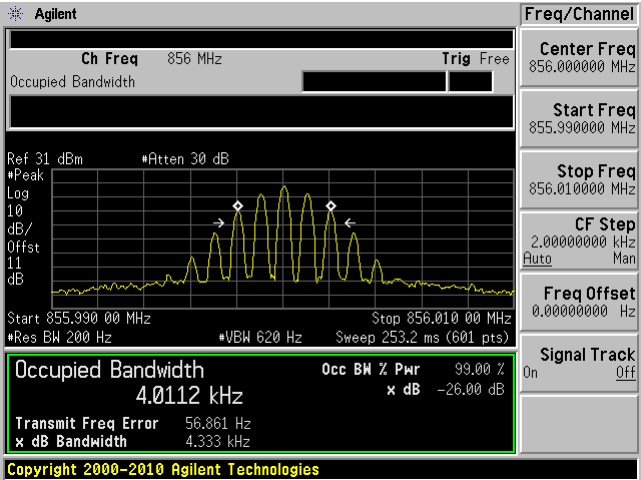 Agilent
Freq/Channel
Ch Freq 856 MHz Trig Free
Occupied Bandwidth
Center Freq
856.000000 MHz
Start Freq
855.990000 MHz
Stop Freq
856.010000 MHz
CF Step
2.00000000 kHz
Auto Man
Freq Offset
0.00000000 Hz
Signal Track
On Off
Ref 31 dBm #Atten 30 dB
#Peak
Log
10
dB/
Offst
11
dB
Start 855.990 00 MHz Stop 856.010 00 MHz
#Res BW 200 Hz #VBW 620 Hz Sweep 253.2 ms (601 pts)
Occupied Bandwidth Occ BW % Pwr 99.00 %
4.0112 kHz x dB -26.00 dB
Transmit Freq Error 56.861 Hz
x dB Bandwidth 4.333 kHz
Copyright 2000-2010 Agilent Technologies